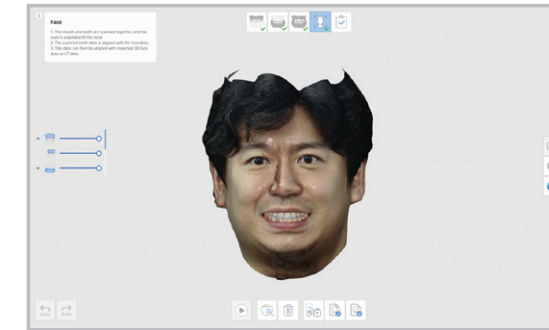 Face
1. The mouth and teeth are scanned together, and the
scan is extended till the nose.
2. The scanned teeth data is aligned with the face data.
3. This data can then be aligned with imported 3D face
data or CT data.